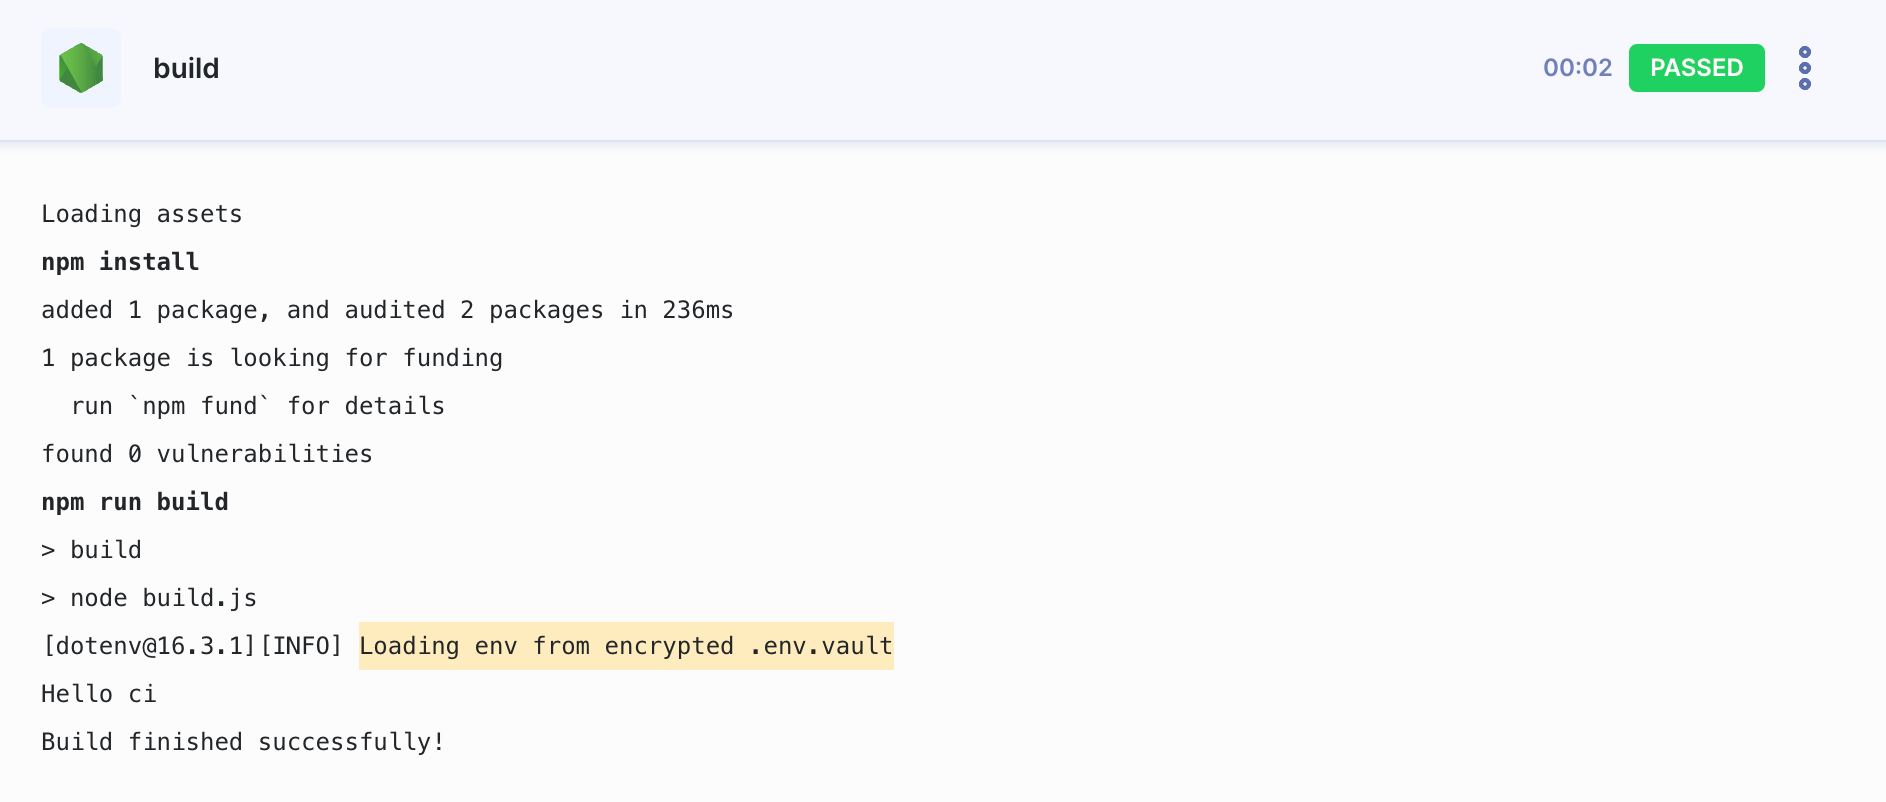 build
00:02 PASSED
Loading assets
npm install
added 1 package, and audited 2 packages in 236ms
1 package is looking for funding
  run `npm fund` for details
found 0 vulnerabilities
npm run build
> build
> node build.js
[dotenv@16.3.1][INFO] Loading env from encrypted .env.vault
Hello ci
Build finished successfully!